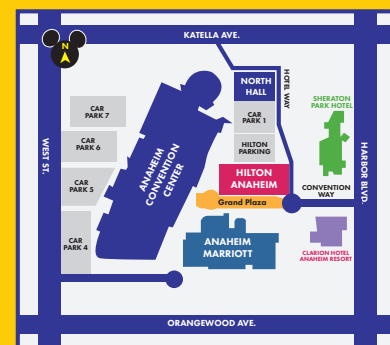 KATELLA AVE.
N
NORTH
HALL
HOTEL WAY
CAR
PARK 7
CAR
PARK 1
SHERATON
PARK HOTEL
CAR
PARK 6
HILTON
PARKING
WEST ST.
ANAHEIM
CONVENTION
CENTER
HARBOR BLVD.
CAR
PARK 5
HILTON
ANAHEIM
CONVENTION
WAY
Grand Plaza
CAR
PARK 4
ANAHEIM
MARRIOTT
CLARION HOTEL
ANAHEIM RESORT
ORANGEWOOD AVE.